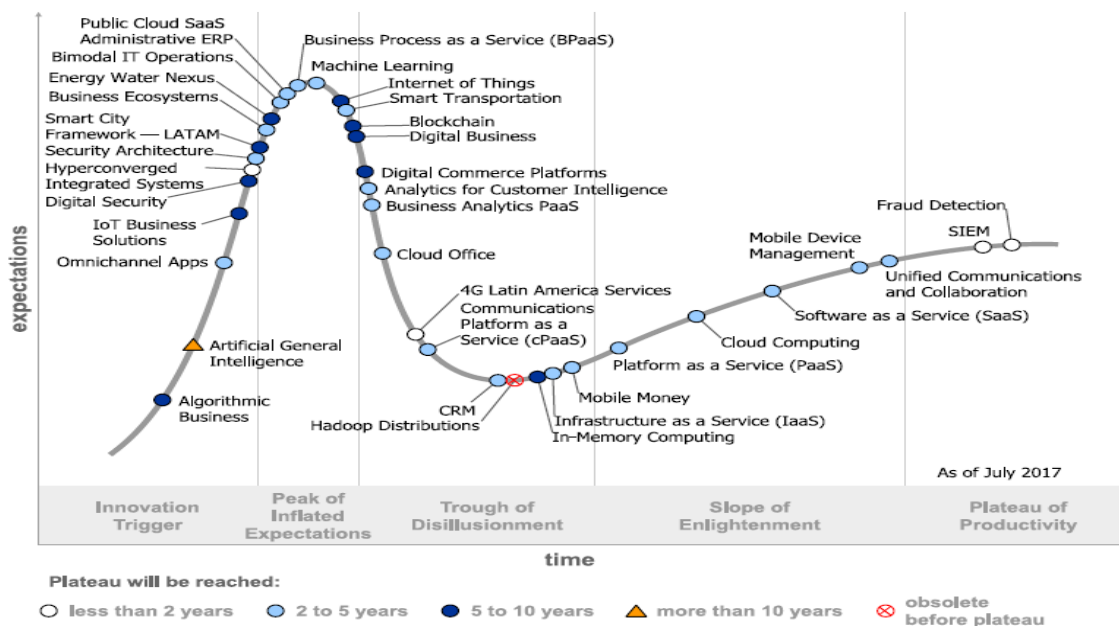 Public Cloud SaaS
Administrative ERP
Bimodal IT Operations
Energy Water Nexus
Business Ecosystems
Smart City
Framework — LATAM
Security Architecture
Hyperconverged
Integrated Systems
Digital Security
IoT Business
Solutions
Omnichannel Apps
Artificial General
Intelligence
Algorithmic
Business
Business Process as a Service (BPaaS)
Machine Learning
Internet of Things
Smart Transportation
Blockchain
Digital Business
Digital Commerce Platforms
Analytics for Customer Intelligence
Business Analytics PaaS
Cloud Office
4G Latin America Services
Communications
Platform as a
Service (cPaaS)
CRM
Hadoop Distributions
In-Memory Computing
Infrastructure as a Service (IaaS)
Mobile Money
Platform as a Service (PaaS)
Cloud Computing
Software as a Service (SaaS)
Mobile Device
Management
Unified Communications
and Collaboration
SIEM
Fraud Detection
As of July 2017
expectations
Innovation
Trigger
Peak of
Inflated
Expectations
Trough of
Disillusionment
Slope of
Enlightenment
Plateau of
Productivity
time
Plateau will be reached:
less than 2 years
2 to 5 years
5 to 10 years
more than 10 years
obsolete
before plateau